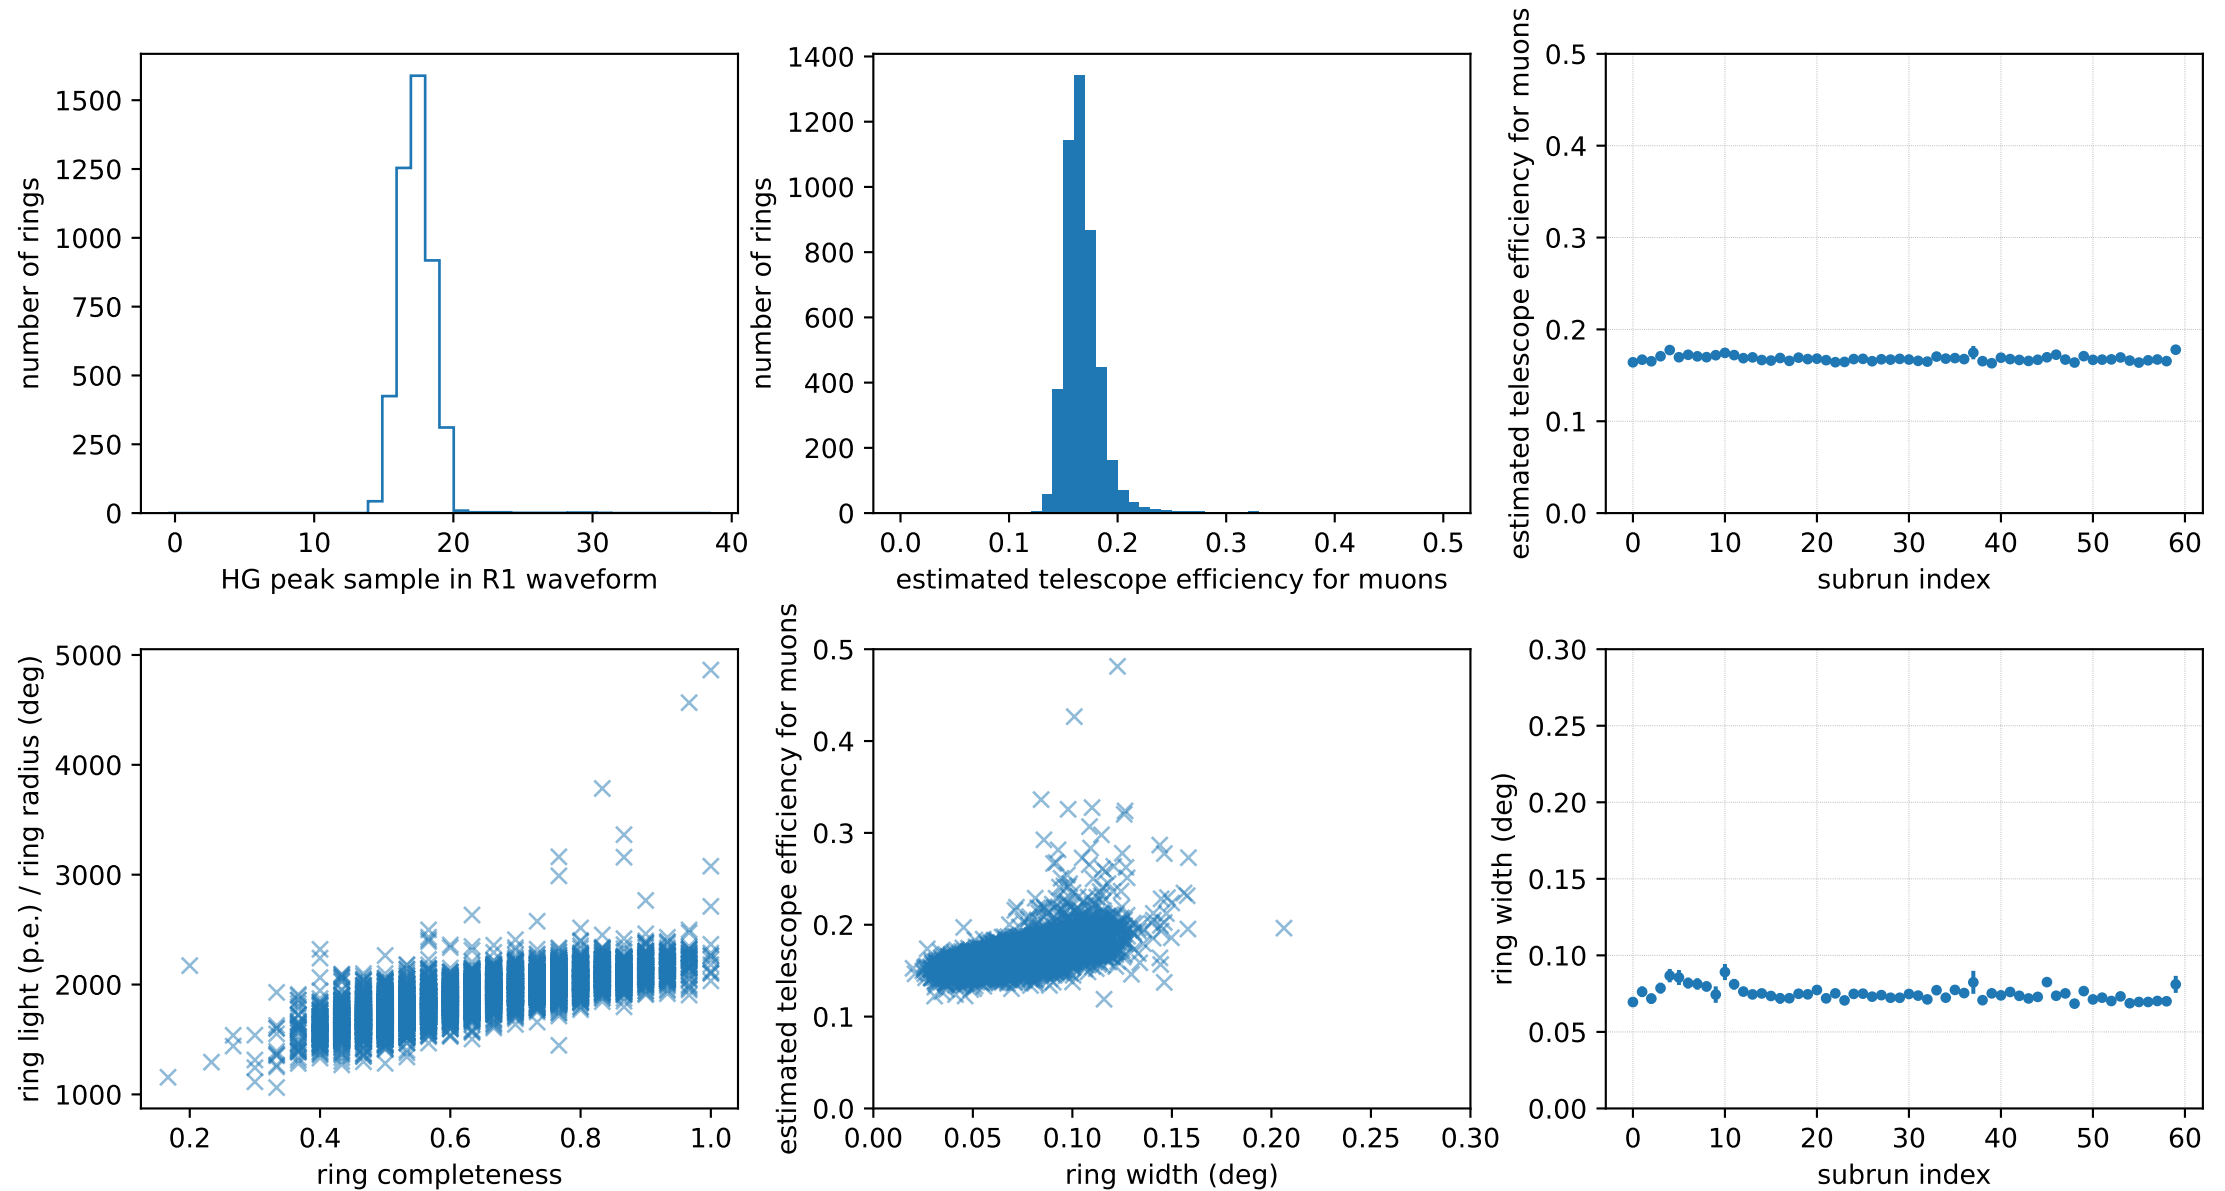 number of rings
1500
1250
1000
750
500
250
0
0 10 20 30 40
HG peak sample in R1 waveform
number of rings
1400
1200
1000
800
600
400
200
0
0.0 0.1 0.2 0.3 0.4 0.5
estimated telescope efficiency for muons
estimated telescope efficiency for muons
0.5
0.4
0.3
0.2
0.1
0.0
0 10 20 30 40 50 60
subrun index
ring light (p.e.) / ring radius (deg)
5000
4000
3000
2000
1000
0.2 0.4 0.6 0.8 1.0
ring completeness
estimated telescope efficiency for muons
0.5
0.4
0.3
0.2
0.1
0.0
0.00 0.05 0.10 0.15 0.20 0.25 0.30
ring width (deg)
ring width (deg)
0.30
0.25
0.20
0.15
0.10
0.05
0.00
0 10 20 30 40 50 60
subrun index